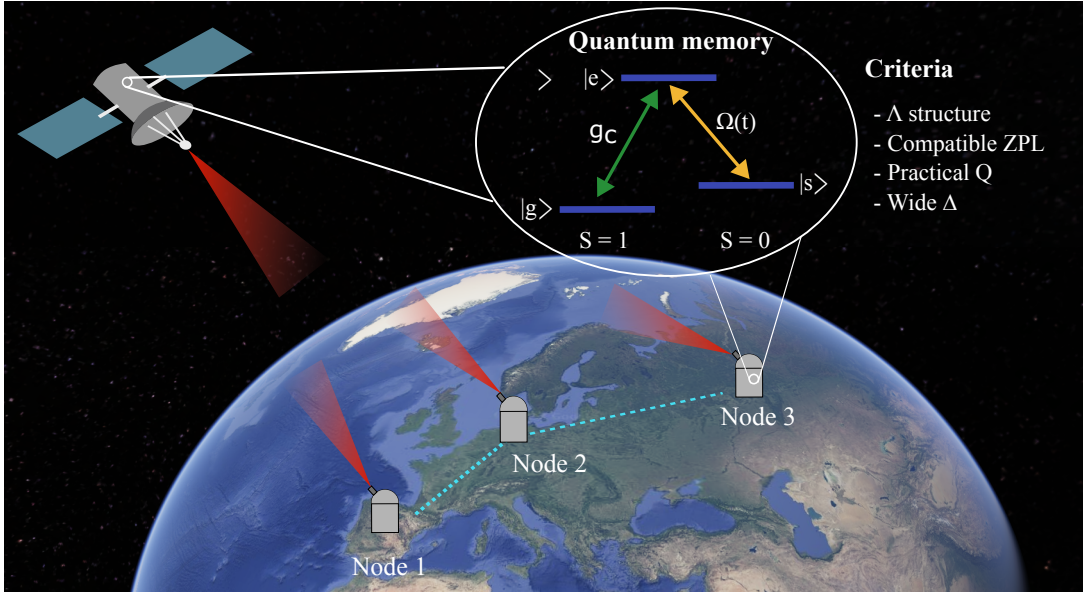 Quantum memory
Criteria
> |e>
Ω(t)
g_C
- Λ structure
- Compatible ZPL
- Practical Q
- Wide Δ
|s>
|g>
S = 1
S = 0
Node 3
Node 2
Node 1